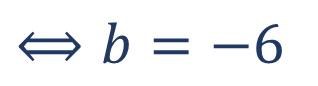 ⟺ b = −6